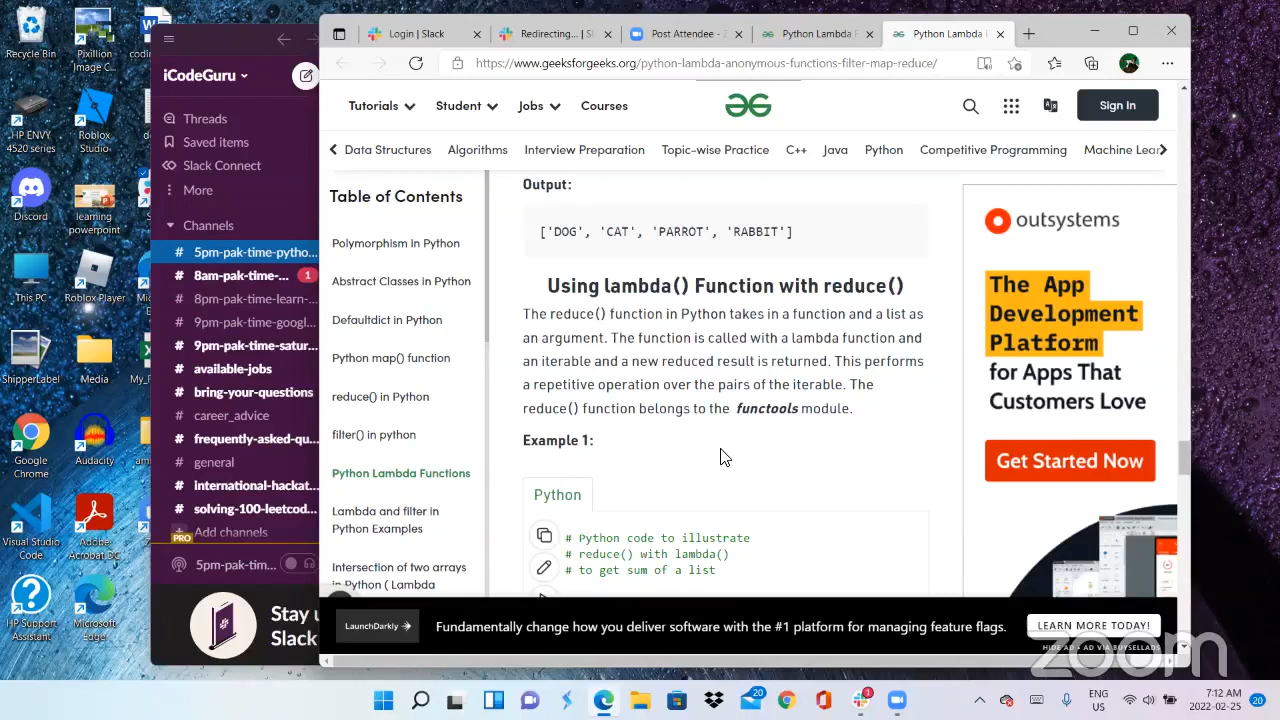 Recycle Bin
Pixillion
Image C...
HP ENVY
4520 series
Roblox
Studio
Discord
learning
powerpoint
This PC
Roblox Player
ShipperLabel
Media
Google
Chrome
Audacity
Visual Studio
Code
Adobe
Acrobat DC
HP Support
Assistant
Microsoft
Edge
iCodeGuru
Threads
Saved items
Slack Connect
More
Channels
# 5pm-pak-time-pytho...
# 8am-pak-time-... 1
# 8pm-pak-time-learn-...
# 9pm-pak-time-googl...
# 9pm-pak-time-satur...
# available-jobs
# bring-your-questions
# career_advice
# frequently-asked-qu...
# general
# international-hackat...
# solving-100-leetcod...
Add channels
PRO
5pm-pak-tim...
Stay u
Slack
Login | Slack
Redirecting... | Sl
Post Attendee - Z
Python Lambda F
Python Lambda F
https://www.geeksforgeeks.org/python-lambda-anonymous-functions-filter-map-reduce/
Tutorials
Student
Jobs
Courses
Sign In
Data Structures
Algorithms
Interview Preparation
Topic-wise Practice
C++
Java
Python
Competitive Programming
Machine Lear
Table of Contents
Polymorphism in Python
Abstract Classes in Python
Defaultdict in Python
Python map() function
reduce() in Python
filter() in python
Python Lambda Functions
Lambda and filter in
Python Examples
Intersection of two arrays
in Python ( Lambda
Output:
['DOG', 'CAT', 'PARROT', 'RABBIT']
Using lambda() Function with reduce()
The reduce() function in Python takes in a function and a list as
an argument. The function is called with a lambda function and
an iterable and a new reduced result is returned. This performs
a repetitive operation over the pairs of the iterable. The
reduce() function belongs to the functools module.
Example 1:
Python
# Python code to illustrate
# reduce() with lambda()
# to get sum of a list
outsystems
The App
Development
Platform
for Apps That
Customers Love
Get Started Now
LaunchDarkly
Fundamentally change how you deliver software with the #1 platform for managing feature flags.
LEARN MORE TODAY!
HIDE AD • AD VIA BUYSELLADS
zoom
20
1
ENG
US
7:12 AM
2022-02-25
20